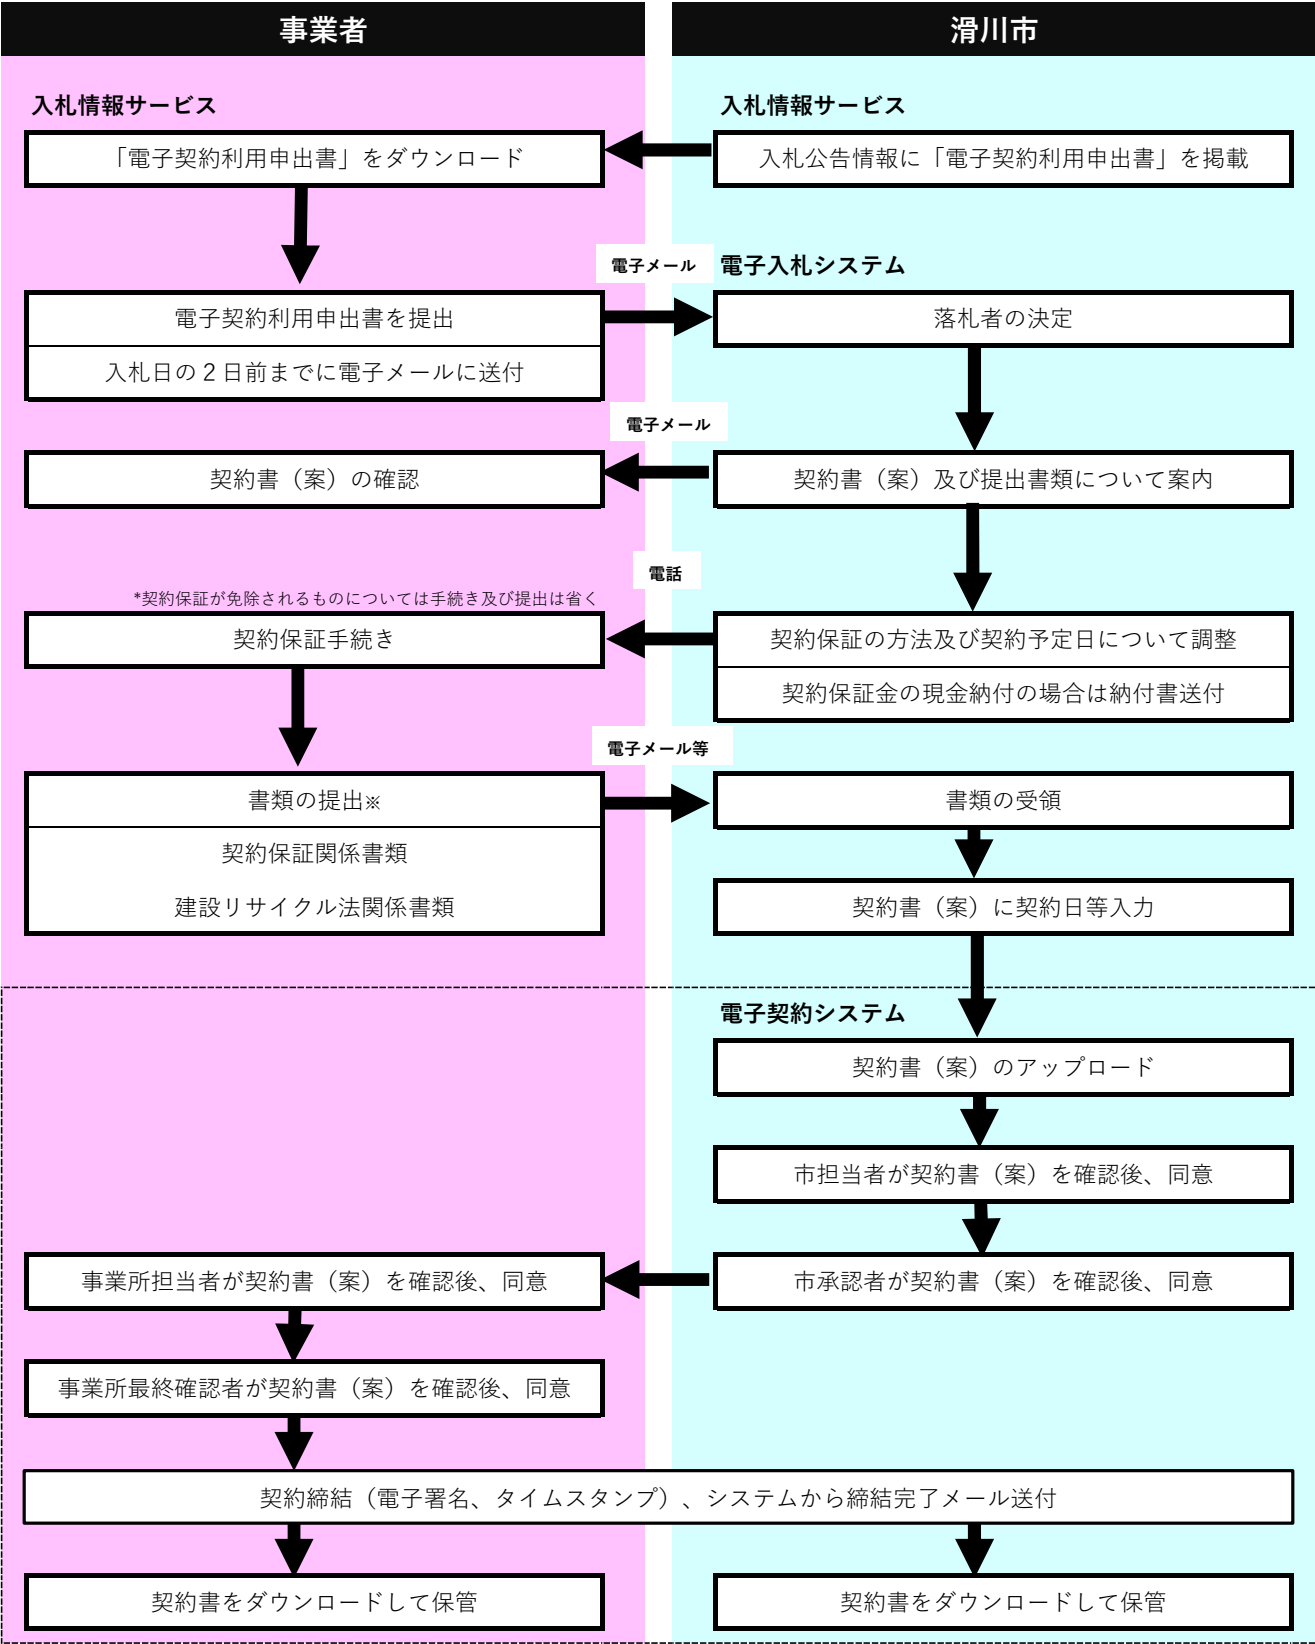 事業者
滑川市
入札情報サービス
入札情報サービス
「電子契約利用申出書」をダウンロード
入札公告情報に「電子契約利用申出書」を掲載
電子メール
電子入札システム
電子契約利用申出書を提出
落札者の決定
入札日の２日前までに電子メールに送付
電子メール
契約書（案）の確認
契約書（案）及び提出書類について案内
電話
*契約保証が免除されるものについては手続き及び提出は省く
契約保証手続き
契約保証の方法及び契約予定日について調整
契約保証金の現金納付の場合は納付書送付
電子メール等
書類の提出※
書類の受領
契約保証関係書類
建設リサイクル法関係書類
契約書（案）に契約日等入力
電子契約システム
契約書（案）のアップロード
市担当者が契約書（案）を確認後、同意
事業所担当者が契約書（案）を確認後、同意
市承認者が契約書（案）を確認後、同意
事業所最終確認者が契約書（案）を確認後、同意
契約締結（電子署名、タイムスタンプ）、システムから締結完了メール送付
契約書をダウンロードして保管
契約書をダウンロードして保管